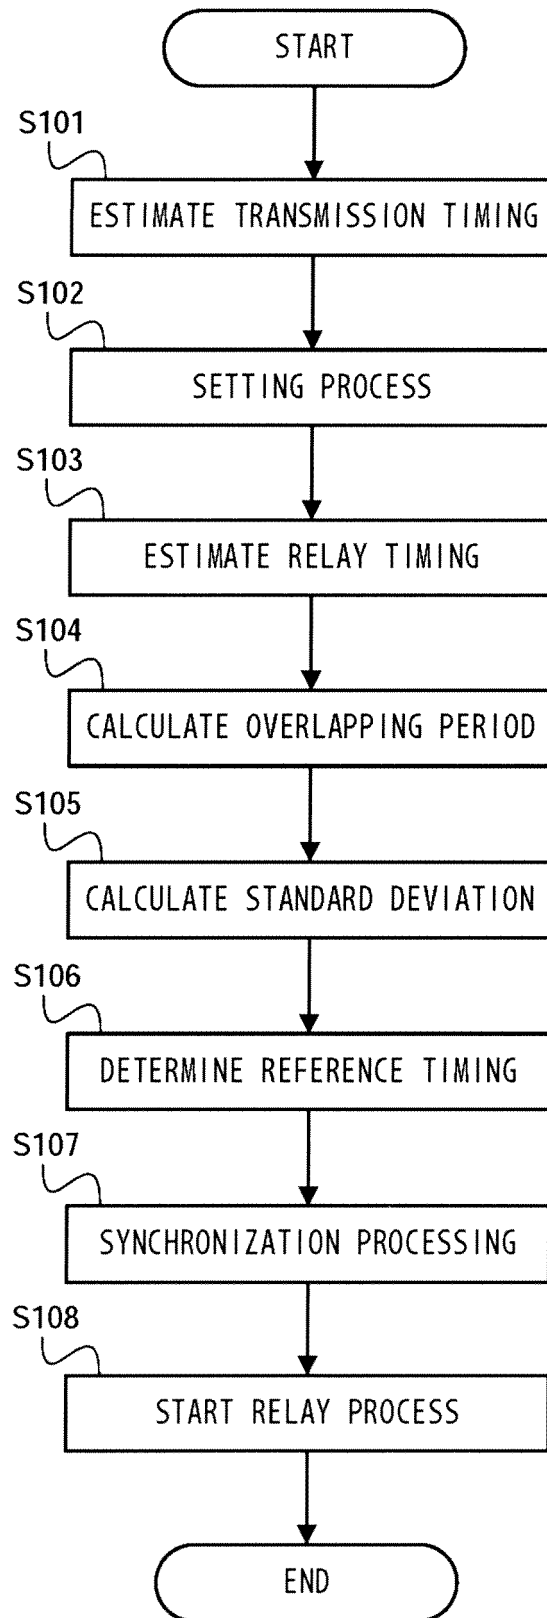 START
S101
ESTIMATE TRANSMISSION TIMING
S102
SETTING PROCESS
S103
ESTIMATE RELAY TIMING
S104
CALCULATE OVERLAPPING PERIOD
S105
CALCULATE STANDARD DEVIATION
S106
DETERMINE REFERENCE TIMING
S107
SYNCHRONIZATION PROCESSING
S108
START RELAY PROCESS
END